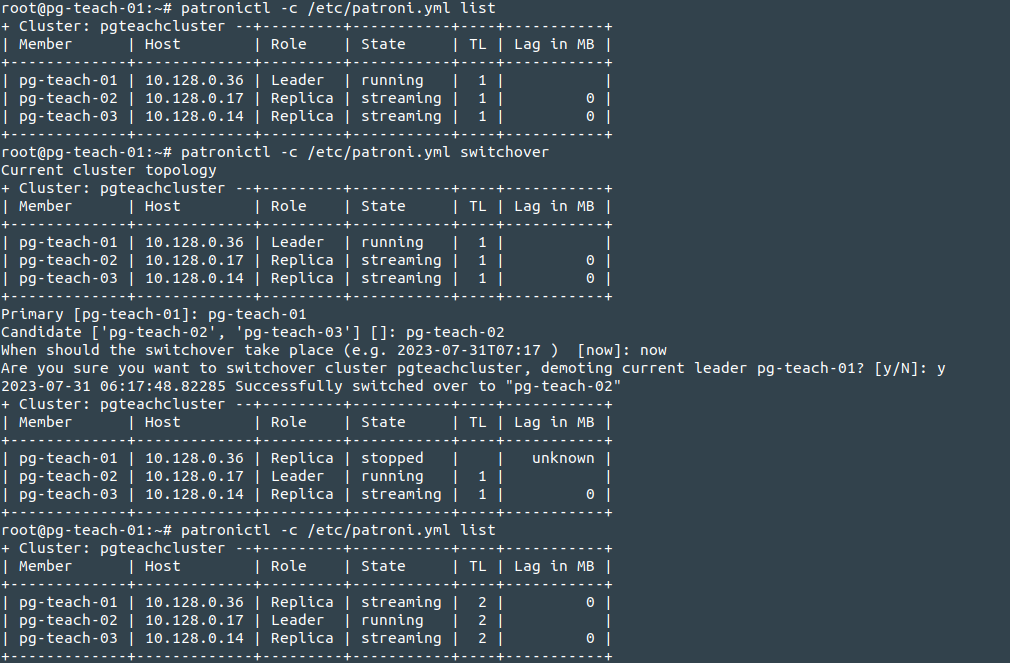 root@pg-teach-01:~# patronictl -c /etc/patroni.yml list
+ Cluster: pgteachcluster --+---------+-----------+----+-----------+
| Member      | Host        | Role    | State     | TL | Lag in MB |
+-------------+-------------+---------+-----------+----+-----------+
| pg-teach-01 | 10.128.0.36 | Leader  | running   |  1 |           |
| pg-teach-02 | 10.128.0.17 | Replica | streaming |  1 |         0 |
| pg-teach-03 | 10.128.0.14 | Replica | streaming |  1 |         0 |
+-------------+-------------+---------+-----------+----+-----------+
root@pg-teach-01:~# patronictl -c /etc/patroni.yml switchover
Current cluster topology
+ Cluster: pgteachcluster --+---------+-----------+----+-----------+
| Member      | Host        | Role    | State     | TL | Lag in MB |
+-------------+-------------+---------+-----------+----+-----------+
| pg-teach-01 | 10.128.0.36 | Leader  | running   |  1 |           |
| pg-teach-02 | 10.128.0.17 | Replica | streaming |  1 |         0 |
| pg-teach-03 | 10.128.0.14 | Replica | streaming |  1 |         0 |
+-------------+-------------+---------+-----------+----+-----------+
Primary [pg-teach-01]: pg-teach-01
Candidate ['pg-teach-02', 'pg-teach-03'] []: pg-teach-02
When should the switchover take place (e.g. 2023-07-31T07:17 )  [now]: now
Are you sure you want to switchover cluster pgteachcluster, demoting current leader pg-teach-01? [y/N]: y
2023-07-31 06:17:48.82285 Successfully switched over to "pg-teach-02"
+ Cluster: pgteachcluster --+---------+-----------+----+-----------+
| Member      | Host        | Role    | State     | TL | Lag in MB |
+-------------+-------------+---------+-----------+----+-----------+
| pg-teach-01 | 10.128.0.36 | Replica | stopped   |    |   unknown |
| pg-teach-02 | 10.128.0.17 | Leader  | running   |  1 |           |
| pg-teach-03 | 10.128.0.14 | Replica | streaming |  1 |         0 |
+-------------+-------------+---------+-----------+----+-----------+
root@pg-teach-01:~# patronictl -c /etc/patroni.yml list
+ Cluster: pgteachcluster --+---------+-----------+----+-----------+
| Member      | Host        | Role    | State     | TL | Lag in MB |
+-------------+-------------+---------+-----------+----+-----------+
| pg-teach-01 | 10.128.0.36 | Replica | streaming |  2 |         0 |
| pg-teach-02 | 10.128.0.17 | Leader  | running   |  2 |           |
| pg-teach-03 | 10.128.0.14 | Replica | streaming |  2 |         0 |
+-------------+-------------+---------+-----------+----+-----------+